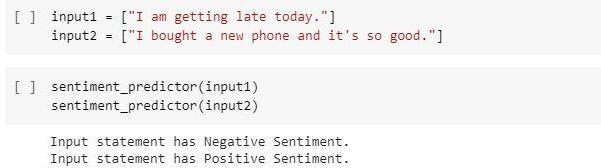 [ ] input1 = ["I am getting late today."]
input2 = ["I bought a new phone and it's so good."]
[ ] sentiment_predictor(input1)
sentiment_predictor(input2)
Input statement has Negative Sentiment.
Input statement has Positive Sentiment.